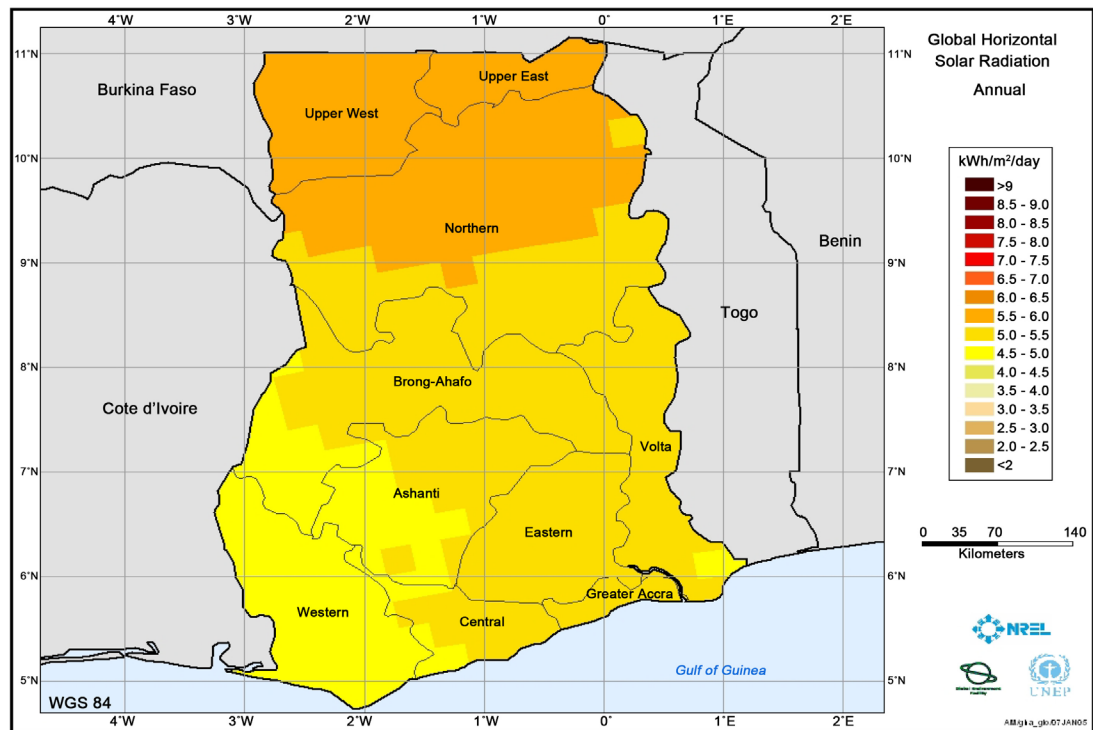 4°W 3°W 2°W 1°W 0° 1°E 2°E
11°N 11°N
10°N 10°N
9°N 9°N
8°N 8°N
7°N 7°N
6°N 6°N
5°N 5°N
4°W 3°W 2°W 1°W 0° 1°E 2°E
Burkina Faso
Upper East
Upper West
Northern
Benin
Togo
Brong-Ahafo
Cote d'Ivoire
Volta
Ashanti
Eastern
Greater Accra
Western
Central
Gulf of Guinea
WGS 84
Global Horizontal
Solar Radiation
Annual
kWh/m²/day
>9
8.5 - 9.0
8.0 - 8.5
7.5 - 8.0
7.0 - 7.5
6.5 - 7.0
6.0 - 6.5
5.5 - 6.0
5.0 - 5.5
4.5 - 5.0
4.0 - 4.5
3.5 - 4.0
3.0 - 3.5
2.5 - 3.0
2.0 - 2.5
<2
0 35 70 140
Kilometers
NREL
Global Environment
Facility
UNEP